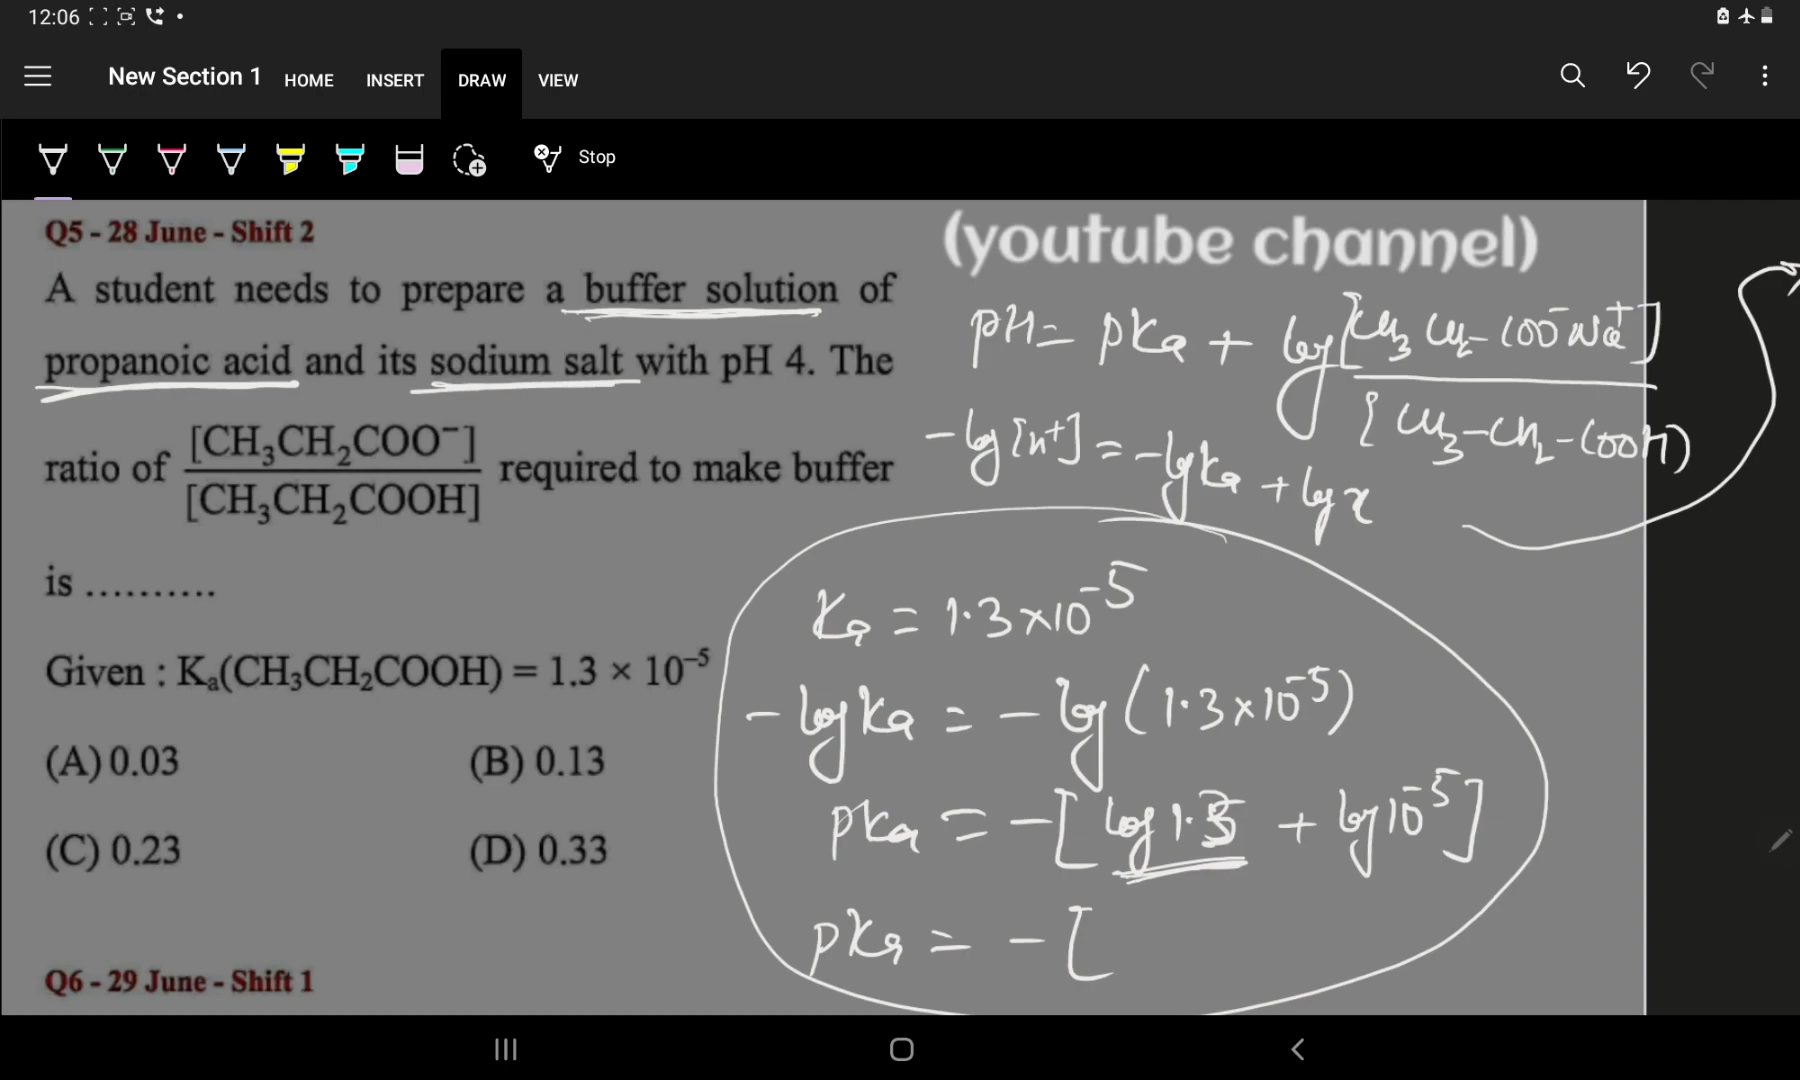 12:06
New Section 1 HOME INSERT DRAW VIEW
Stop
Q5 - 28 June - Shift 2
A student needs to prepare a buffer solution of
propanoic acid and its sodium salt with pH 4. The
ratio of [CH₃CH₂COO⁻] / [CH₃CH₂COOH] required to make buffer
is ..........
Given : Kₐ(CH₃CH₂COOH) = 1.3 × 10⁻⁵
(A) 0.03 (B) 0.13
(C) 0.23 (D) 0.33
Q6 - 29 June - Shift 1
(youtube channel)
pH = pKa + log [CH₃CH₂-COO⁻Na⁺] / [CH₃-CH₂-COOH)
-log[H⁺] = -logKa + log x
Ka = 1.3×10⁻⁵
-logKa = -log(1.3×10⁻⁵)
pKa = -[log 1.3 + log 10⁻⁵]
pKa = -[